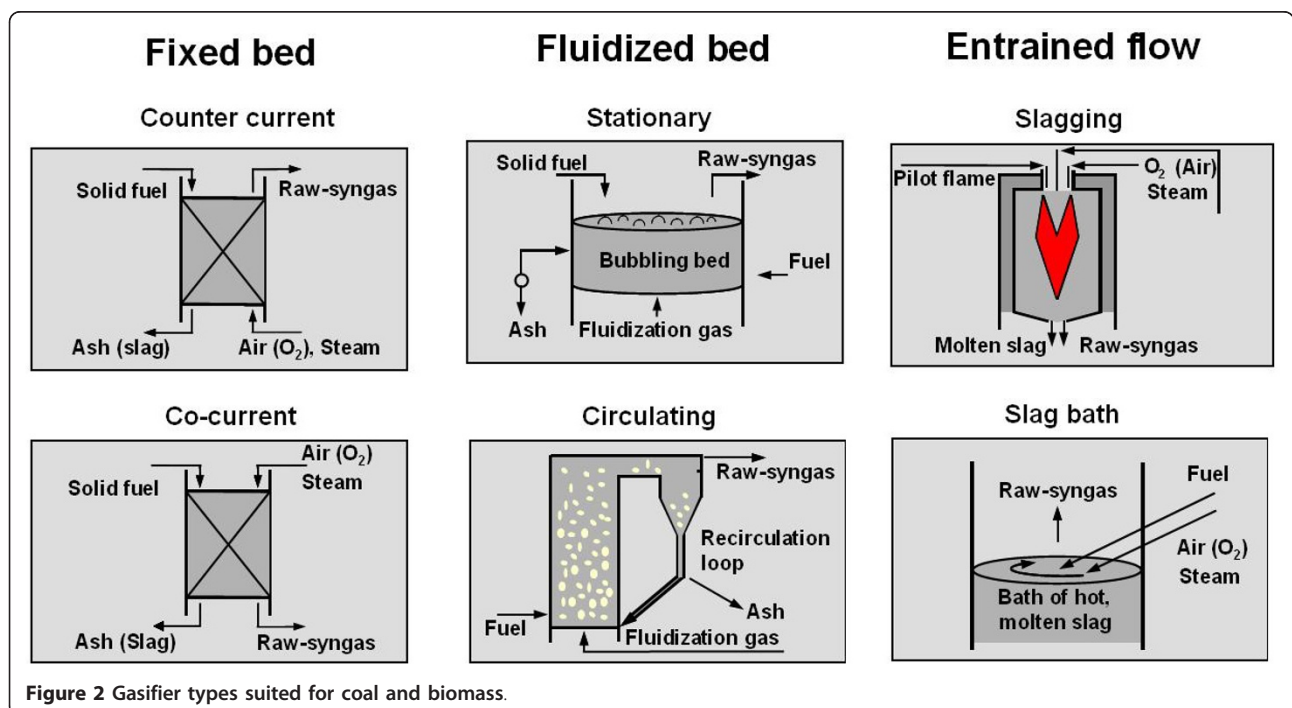 Fixed bed
Fluidized bed
Entrained flow
Counter current
Solid fuel
Raw-syngas
Ash (slag)
Air (O₂), Steam
Stationary
Solid fuel
Raw-syngas
Bubbling bed
Fuel
Ash
Fluidization gas
Slagging
Pilot flame
O₂ (Air)
Steam
Molten slag
Raw-syngas
Co-current
Air (O₂)
Steam
Solid fuel
Ash (Slag)
Raw-syngas
Circulating
Raw-syngas
Recirculation
loop
Ash
Fuel
Fluidization gas
Slag bath
Fuel
Raw-syngas
Air (O₂)
Steam
Bath of hot,
molten slag
Figure 2 Gasifier types suited for coal and biomass.